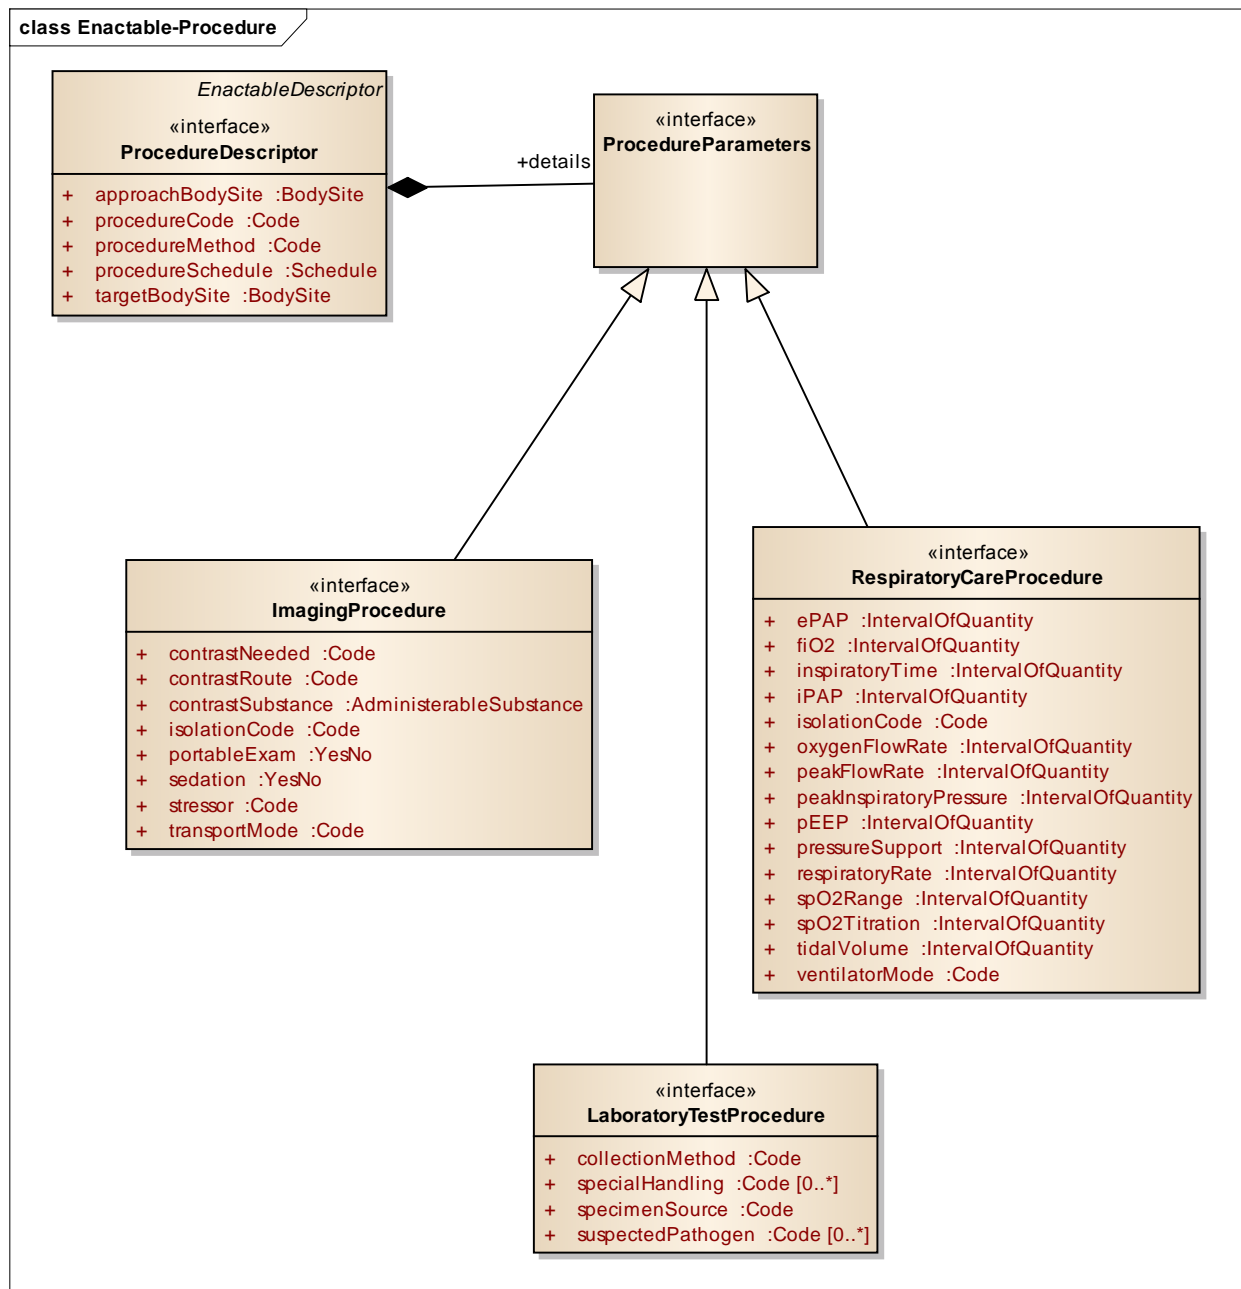 class Enactable-Procedure
EnactableDescriptor
«interface»
ProcedureDescriptor
+ approachBodySite :BodySite
+ procedureCode :Code
+ procedureMethod :Code
+ procedureSchedule :Schedule
+ targetBodySite :BodySite
+details
«interface»
ProcedureParameters
«interface»
ImagingProcedure
+ contrastNeeded :Code
+ contrastRoute :Code
+ contrastSubstance :AdministerableSubstance
+ isolationCode :Code
+ portableExam :YesNo
+ sedation :YesNo
+ stressor :Code
+ transportMode :Code
«interface»
RespiratoryCareProcedure
+ ePAP :IntervalOfQuantity
+ fiO2 :IntervalOfQuantity
+ inspiratoryTime :IntervalOfQuantity
+ iPAP :IntervalOfQuantity
+ isolationCode :Code
+ oxygenFlowRate :IntervalOfQuantity
+ peakFlowRate :IntervalOfQuantity
+ peakInspiratoryPressure :IntervalOfQuantity
+ pEEP :IntervalOfQuantity
+ pressureSupport :IntervalOfQuantity
+ respiratoryRate :IntervalOfQuantity
+ spO2Range :IntervalOfQuantity
+ spO2Titration :IntervalOfQuantity
+ tidalVolume :IntervalOfQuantity
+ ventilatorMode :Code
«interface»
LaboratoryTestProcedure
+ collectionMethod :Code
+ specialHandling :Code [0..*]
+ specimenSource :Code
+ suspectedPathogen :Code [0..*]